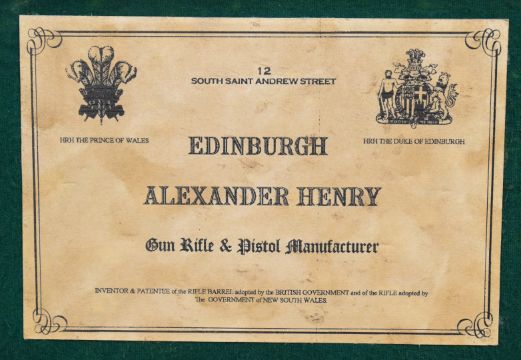 12
SOUTH SAINT ANDREW STREET
HRH THE PRINCE OF WALES
HRH THE DUKE OF EDINBURGH
EDINBURGH
ALEXANDER HENRY
Gun Rifle & Pistol Manufacturer
INVENTOR & PATENTEE of the RIFLE BARREL adopted by the BRITISH GOVERNMENT and of the RIFLE adopted by
The GOVERNMENT of NEW SOUTH WALES